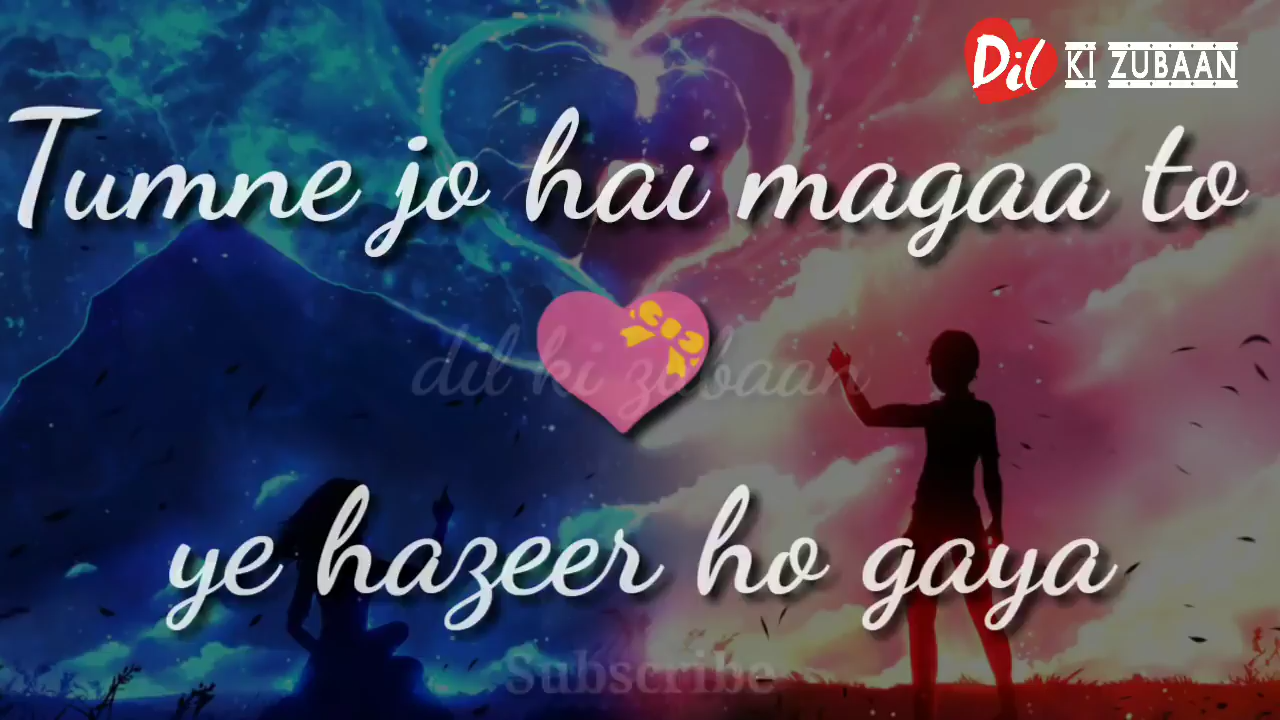 Dil KI ZUBAAN
Tumne jo hai magaa to
dil ki zubaan
ye hazeer ho gaya
Subscribe